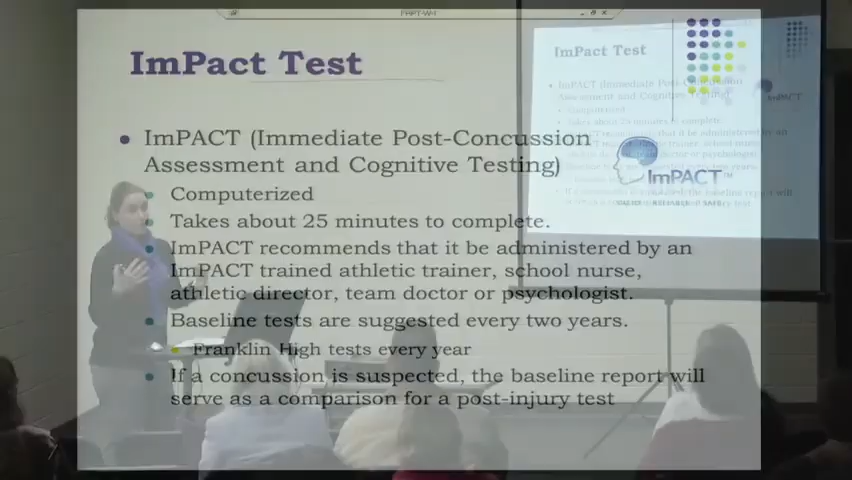 ImPact Test
ImPACT (Immediate Post-Concussion
Assessment and Cognitive Testing)
Computerized
Takes about 25 minutes to complete.
ImPACT recommends that it be administered by an
ImPACT trained athletic trainer, school nurse,
athletic director, team doctor or psychologist.
Baseline tests are suggested every two years.
Franklin High tests every year
If a concussion is suspected, the baseline report will
serve as a comparison for a post-injury test
ImPACT™
ImPact Test